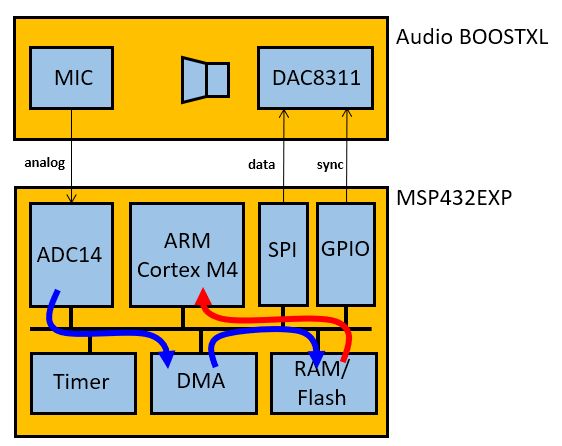 Audio BOOSTXL
MIC
DAC8311
analog
data
sync
MSP432EXP
ADC14
ARM
Cortex M4
SPI
GPIO
Timer
DMA
RAM/
Flash